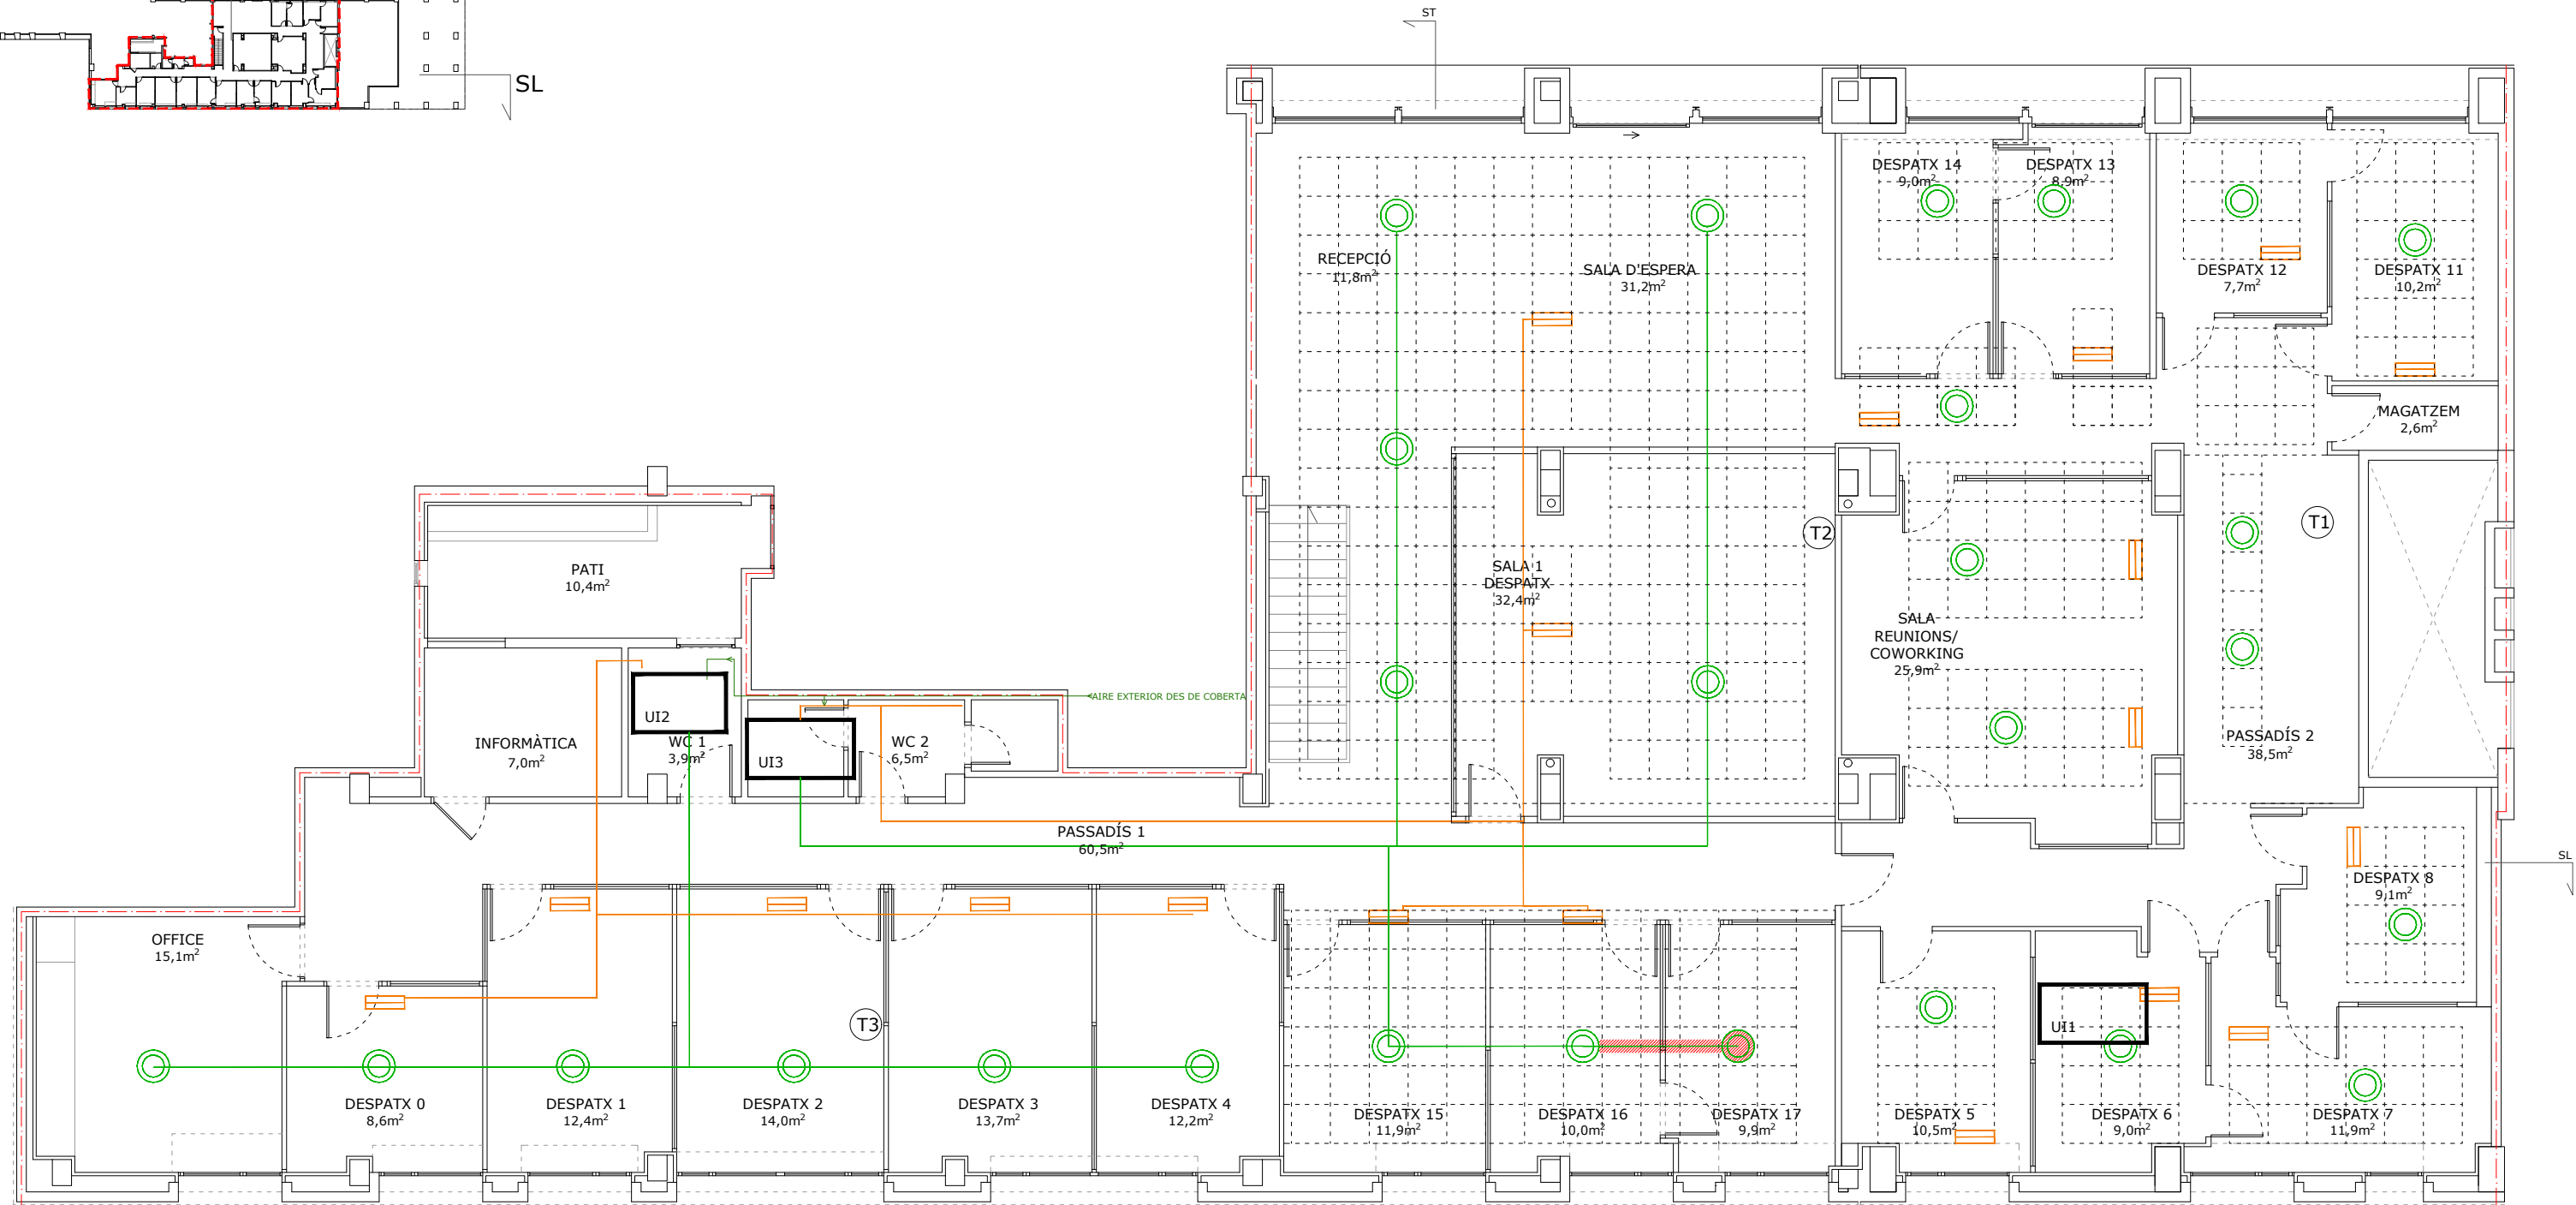 ST
SL
DESPATX 14
9,0m²
DESPATX 13
8,9m²
RECEPCIÓ
11,8m²
SALA D'ESPERA
31,2m²
DESPATX 12
7,7m²
DESPATX 11
10,2m²
MAGATZEM
2,6m²
T2
T1
PATI
10,4m²
SALA 1
DESPATX
32,4m²
SALA
REUNIONS/
COWORKING
25,9m²
AIRE EXTERIOR DES DE COBERTA
UI2
INFORMÀTICA
7,0m²
WC 1
3,9m²
UI3
WC 2
6,5m²
PASSADÍS 2
38,5m²
PASSADÍS 1
60,5m²
SL
DESPATX 8
9,1m²
OFFICE
15,1m²
T3
UI1
DESPATX 0
8,6m²
DESPATX 1
12,4m²
DESPATX 2
14,0m²
DESPATX 3
13,7m²
DESPATX 4
12,2m²
DESPATX 15
11,9m²
DESPATX 16
10,0m²
DESPATX 17
9,9m²
DESPATX 5
10,5m²
DESPATX 6
9,0m²
DESPATX 7
11,9m²